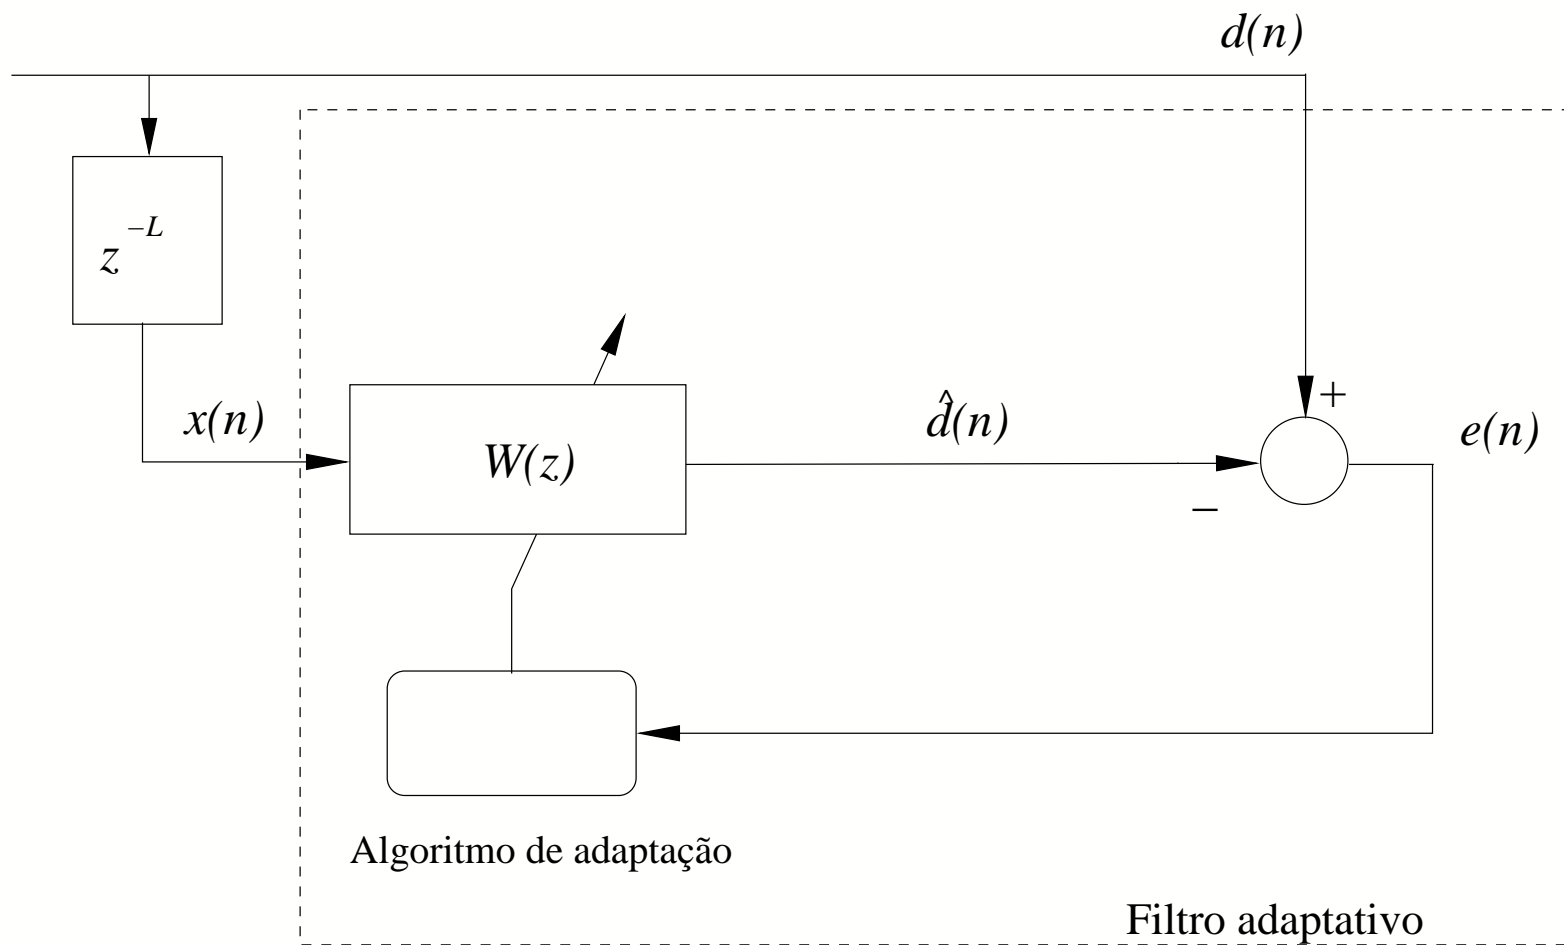 d(n)
z^{-L}
+
x(n)
d̂(n)
e(n)
W(z)
−
Algoritmo de adaptação
Filtro adaptativo